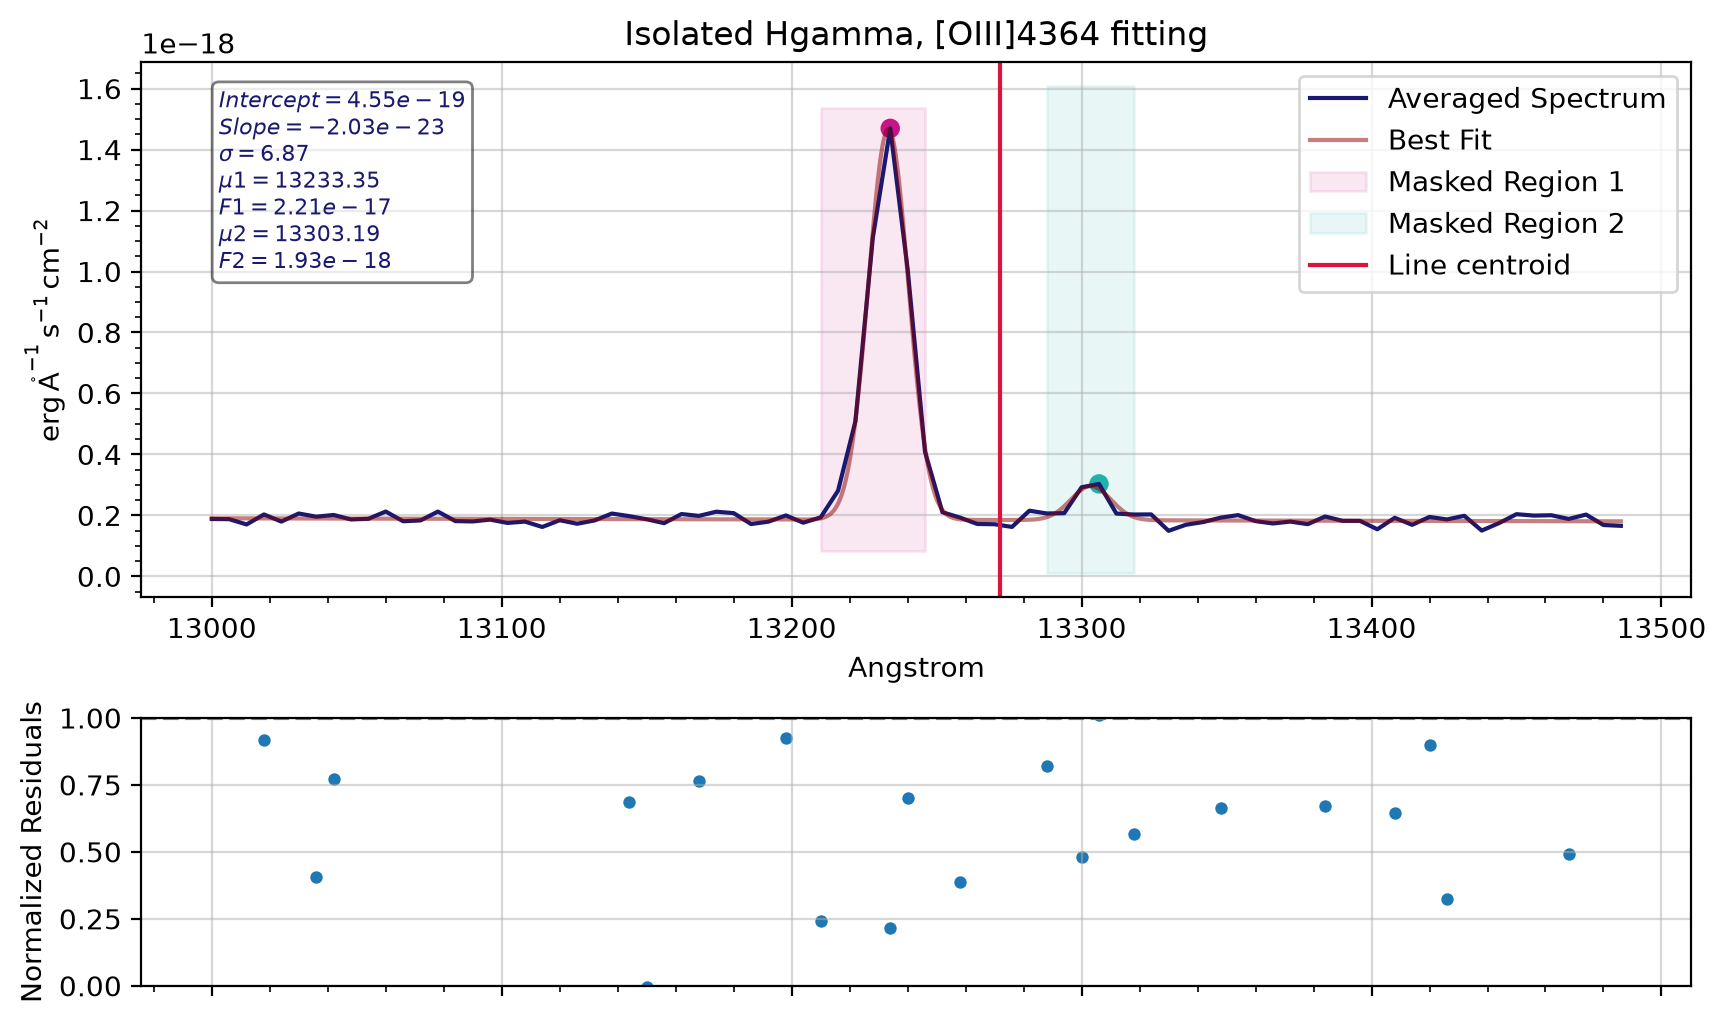 Isolated Hgamma, [OIII]4364 fitting
1e−18
1.6
1.4
1.2
1.0
0.8
0.6
0.4
0.2
0.0
erg Å⁻¹ s⁻¹ cm⁻²
Intercept = 4.55e − 19
Slope = −2.03e − 23
σ = 6.87
μ1 = 13233.35
F1 = 2.21e − 17
μ2 = 13303.19
F2 = 1.93e − 18
Averaged Spectrum
Best Fit
Masked Region 1
Masked Region 2
Line centroid
13000 13100 13200 13300 13400 13500
Angstrom
Normalized Residuals
1.00
0.75
0.50
0.25
0.00